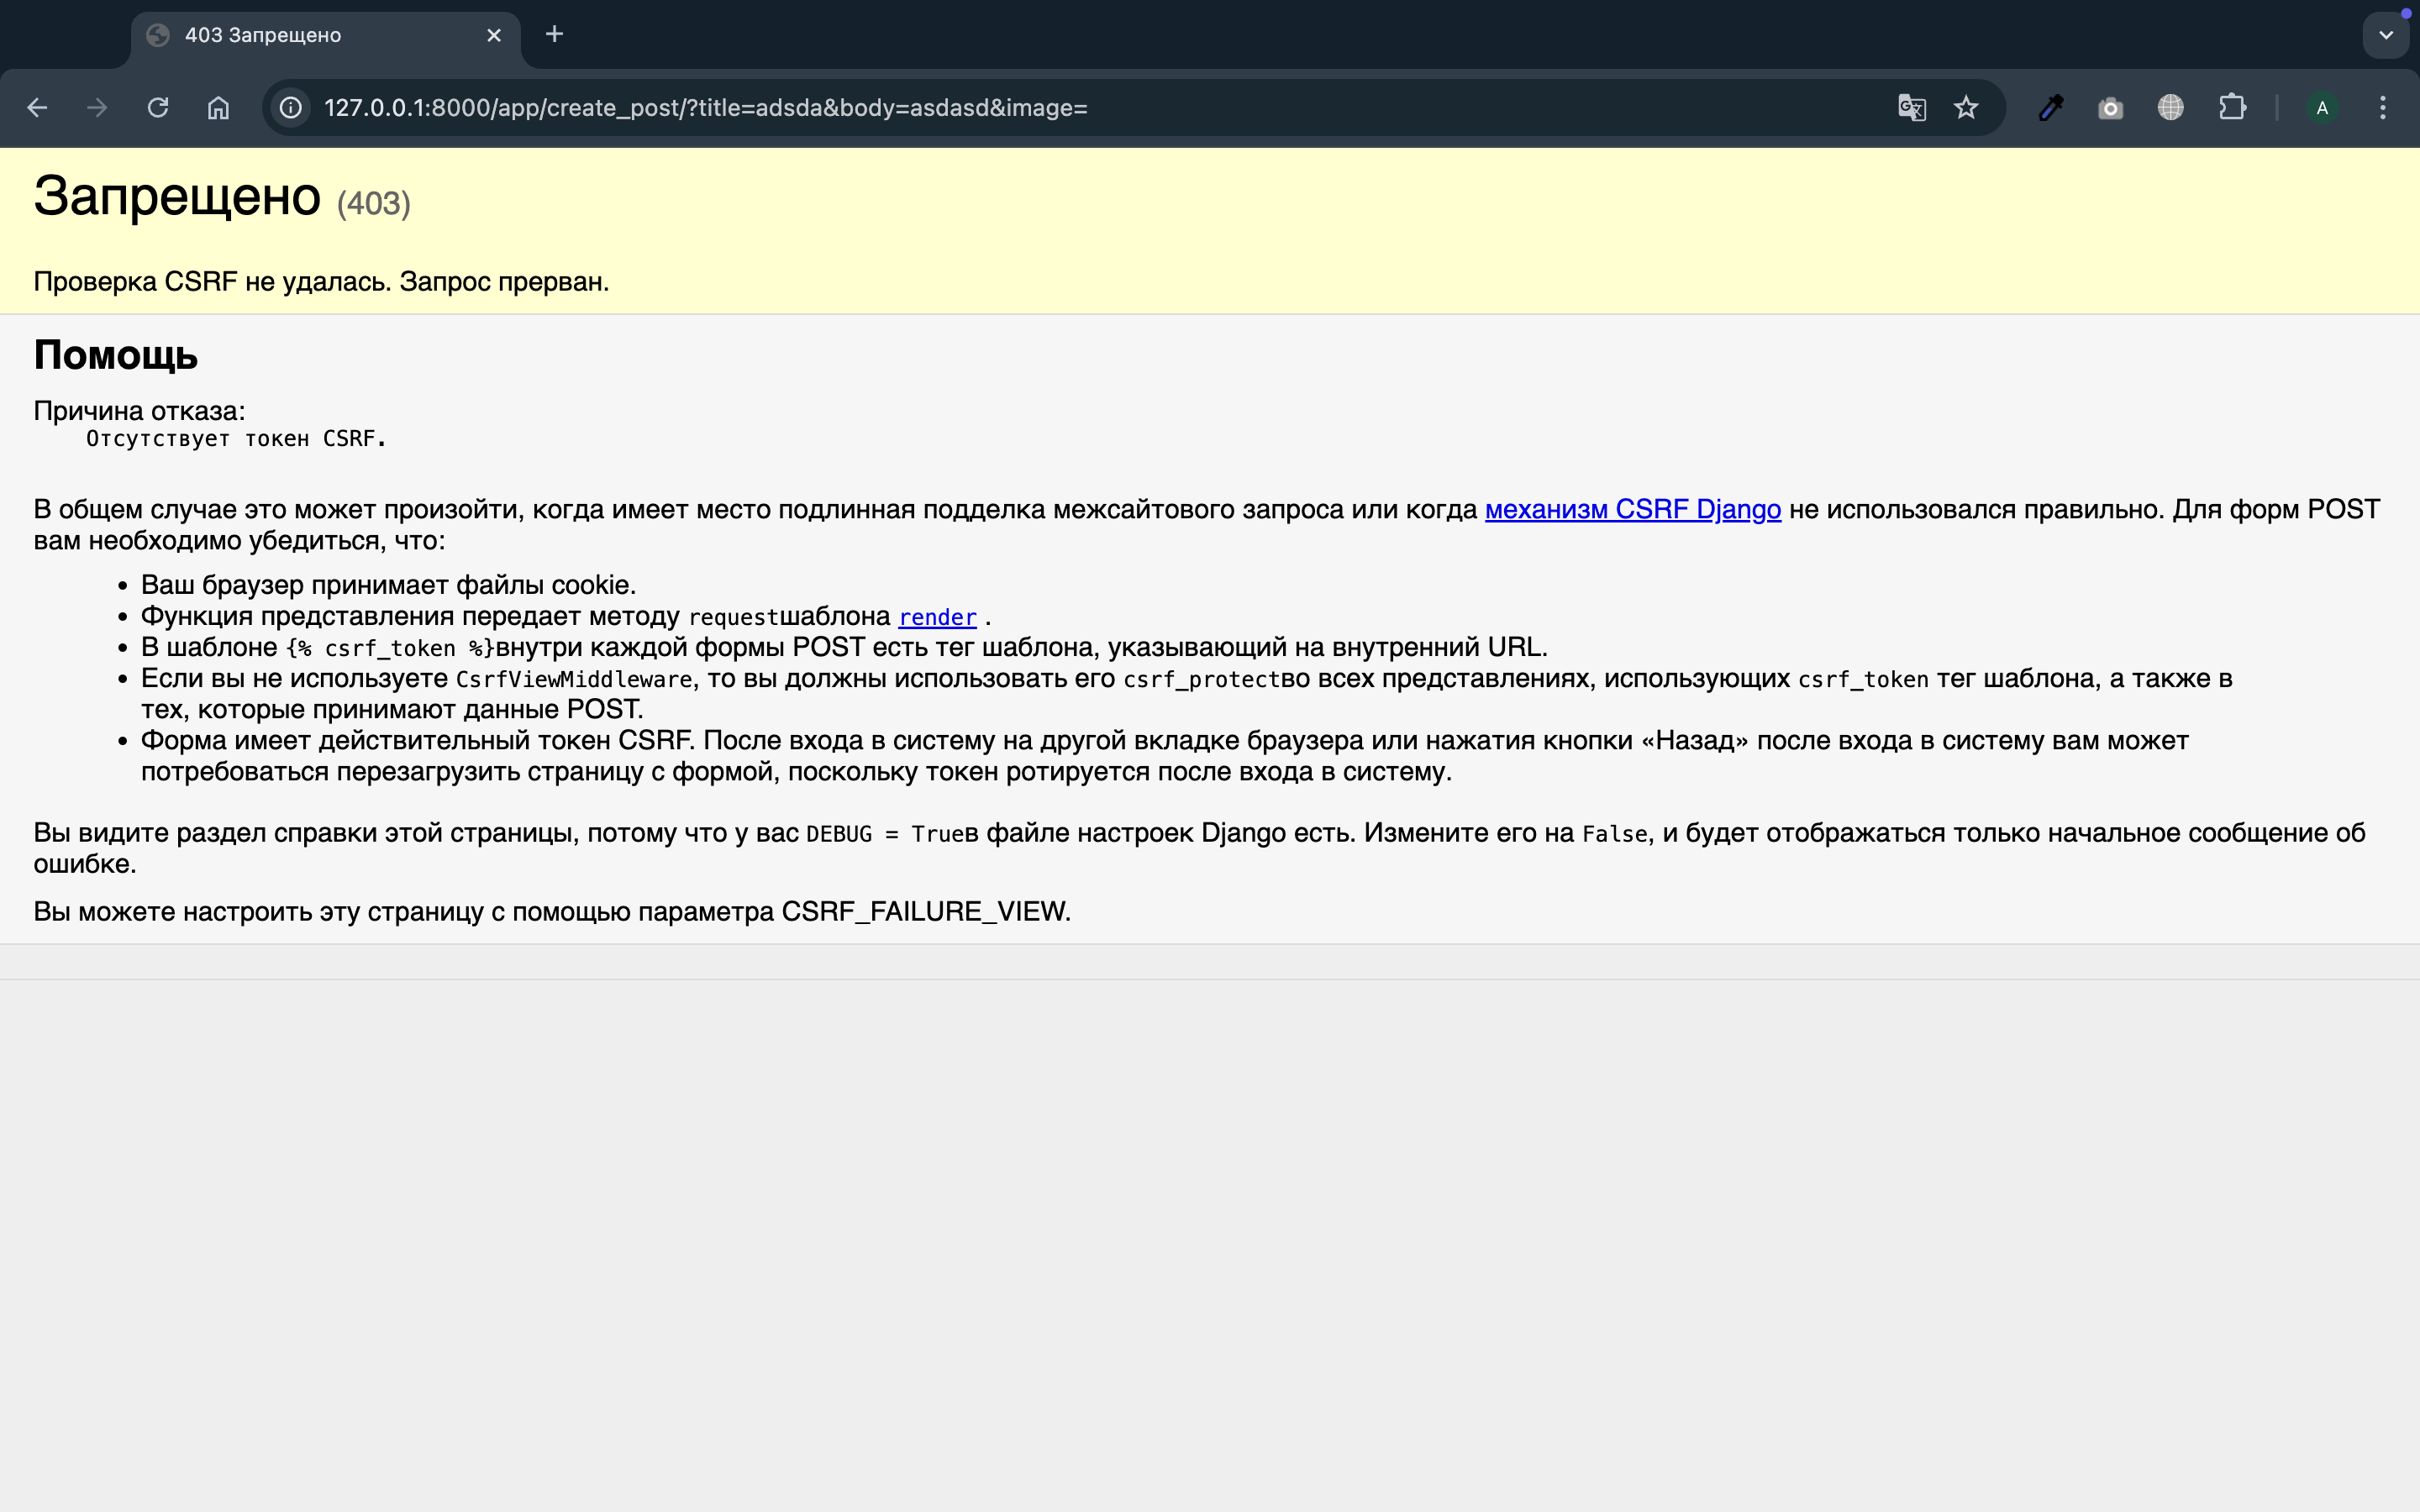 403 Запрещено
127.0.0.1:8000/app/create_post/?title=adsda&body=asdasd&image=
A
Запрещено (403)
Проверка CSRF не удалась. Запрос прерван.
Помощь
Причина отказа:
Отсутствует токен CSRF.
В общем случае это может произойти, когда имеет место подлинная подделка межсайтового запроса или когда механизм CSRF Django не использовался правильно. Для форм POST
вам необходимо убедиться, что:
• Ваш браузер принимает файлы cookie.
• Функция представления передает методу requestшаблона render .
• В шаблоне {% csrf_token %}внутри каждой формы POST есть тег шаблона, указывающий на внутренний URL.
• Если вы не используете CsrfViewMiddleware, то вы должны использовать его csrf_protectво всех представлениях, использующих csrf_token тег шаблона, а также в
тех, которые принимают данные POST.
• Форма имеет действительный токен CSRF. После входа в систему на другой вкладке браузера или нажатия кнопки «Назад» после входа в систему вам может
потребоваться перезагрузить страницу с формой, поскольку токен ротируется после входа в систему.
Вы видите раздел справки этой страницы, потому что у вас DEBUG = Trueв файле настроек Django есть. Измените его на False, и будет отображаться только начальное сообщение об
ошибке.
Вы можете настроить эту страницу с помощью параметра CSRF_FAILURE_VIEW.